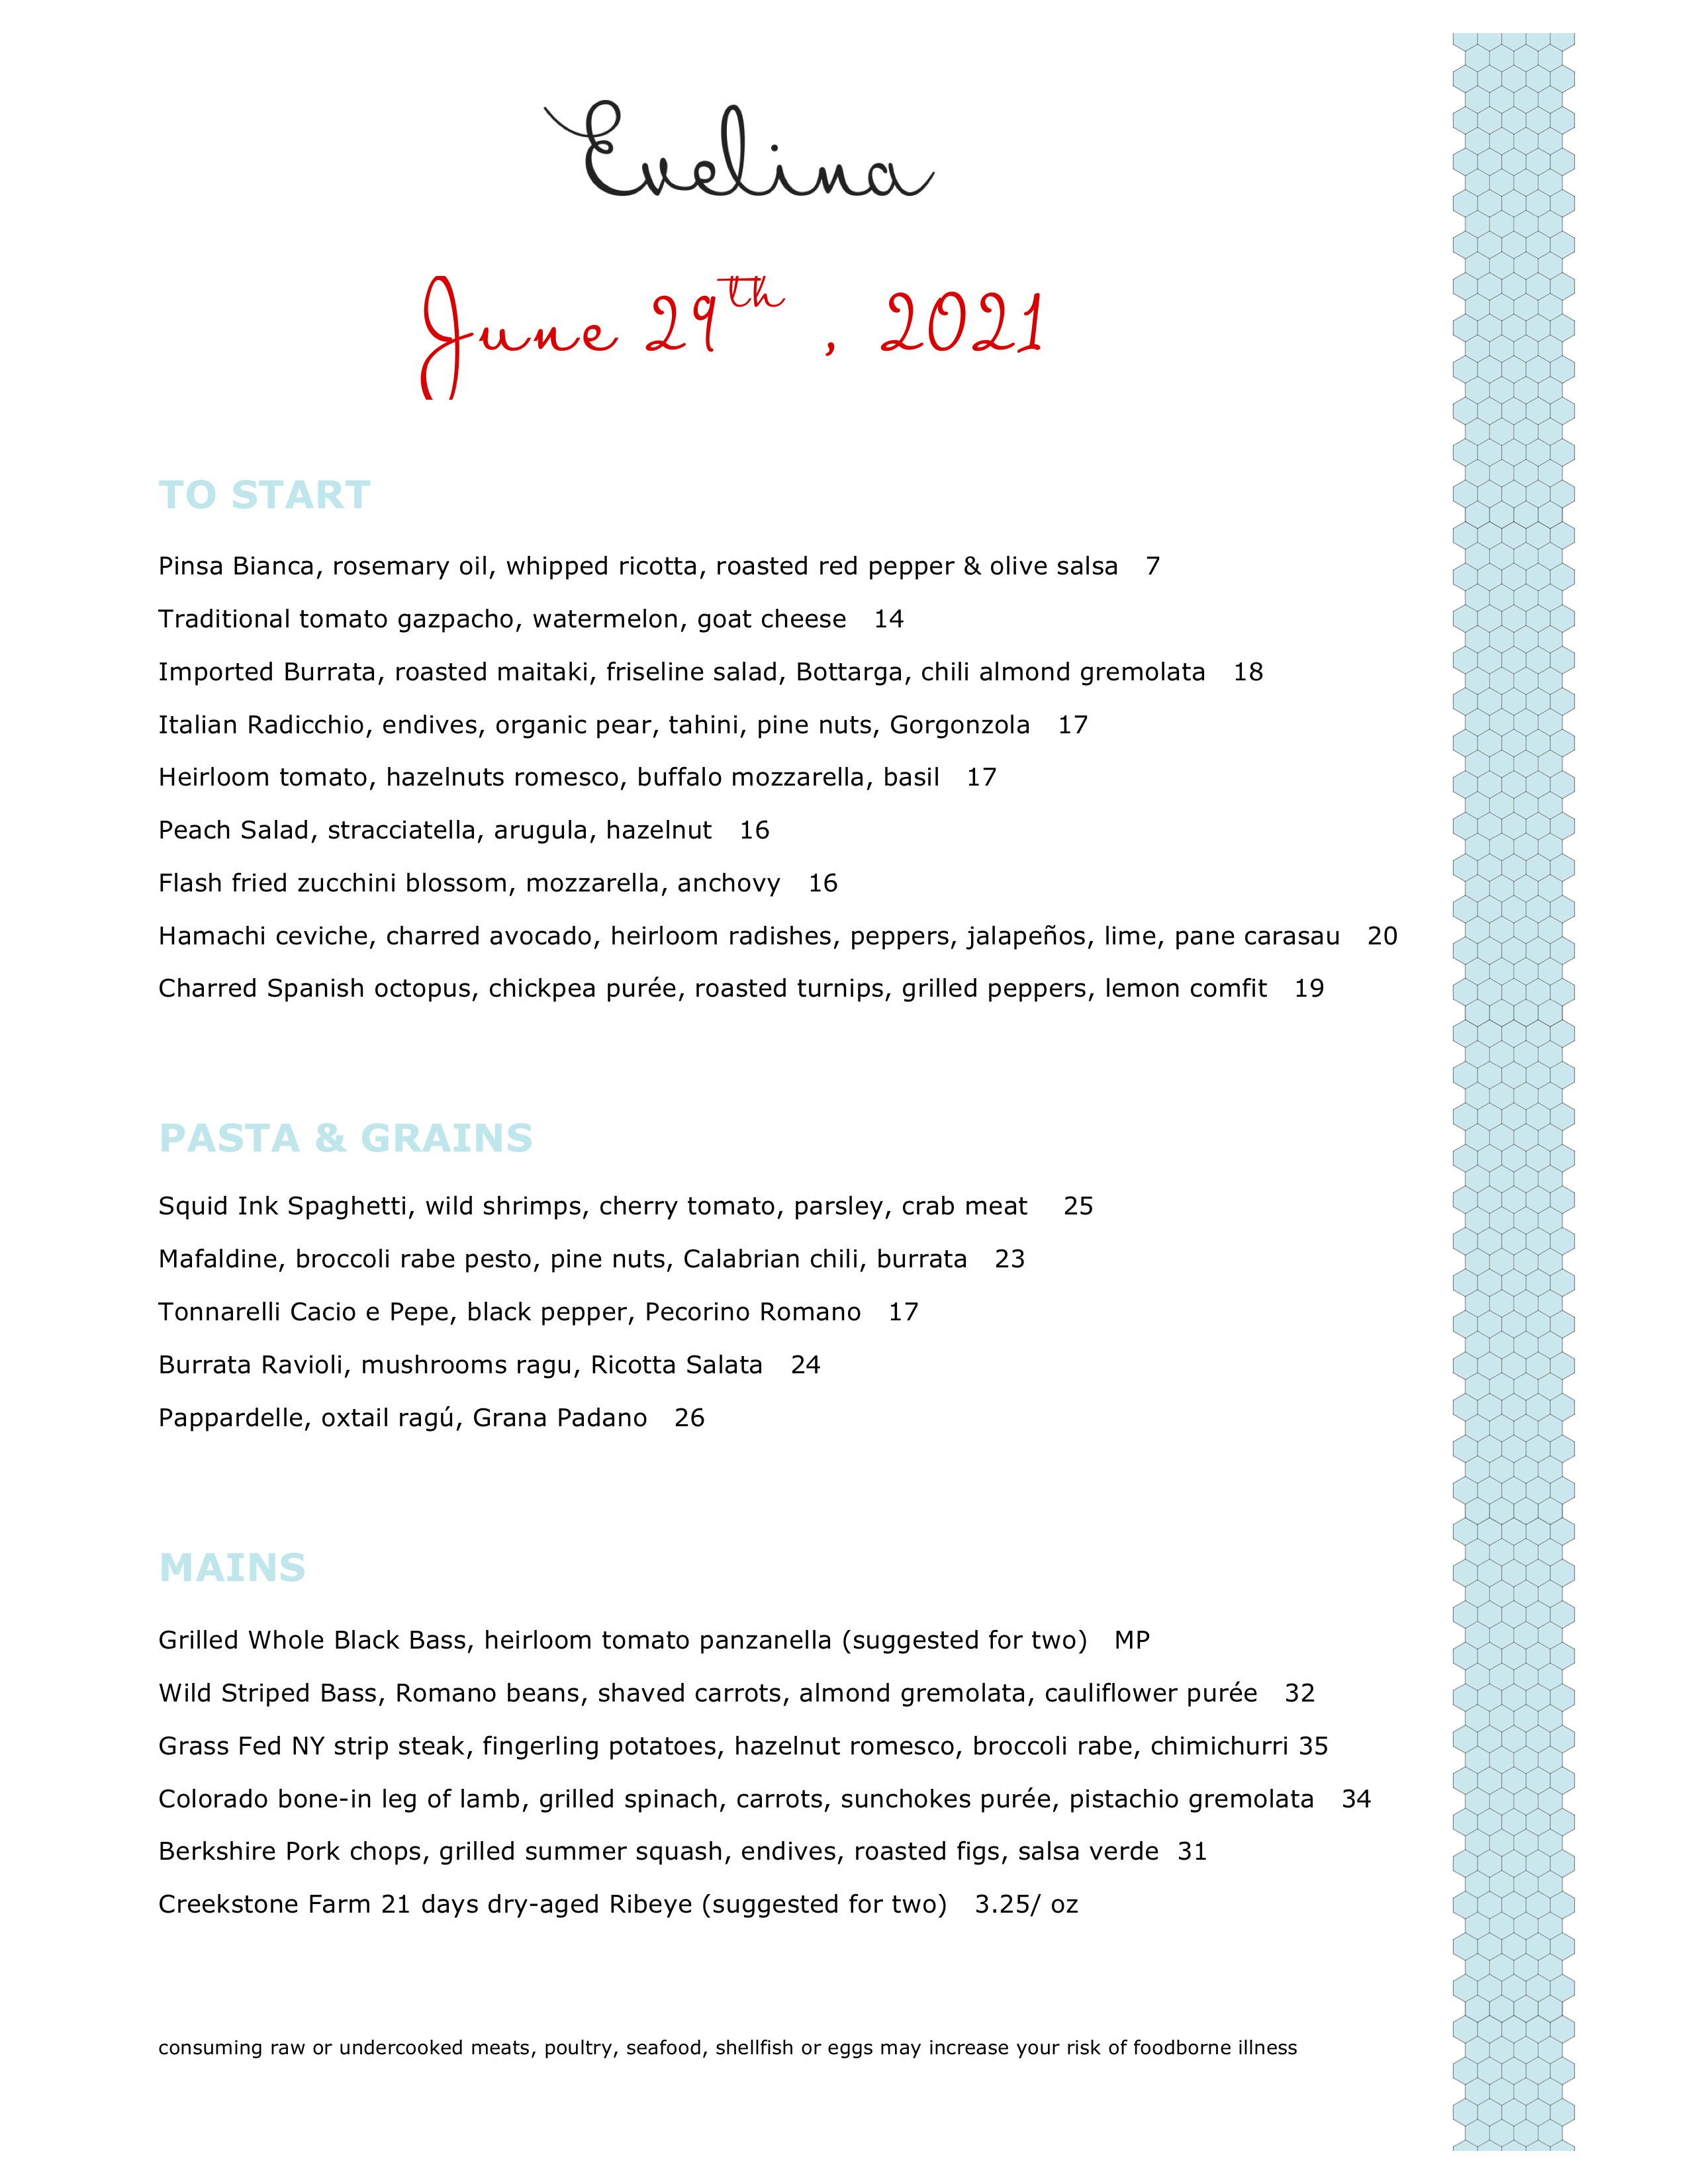 Evelina
June 29th , 2021
TO START
Pinsa Bianca, rosemary oil, whipped ricotta, roasted red pepper & olive salsa 7
Traditional tomato gazpacho, watermelon, goat cheese 14
Imported Burrata, roasted maitaki, friseline salad, Bottarga, chili almond gremolata 18
Italian Radicchio, endives, organic pear, tahini, pine nuts, Gorgonzola 17
Heirloom tomato, hazelnuts romesco, buffalo mozzarella, basil 17
Peach Salad, stracciatella, arugula, hazelnut 16
Flash fried zucchini blossom, mozzarella, anchovy 16
Hamachi ceviche, charred avocado, heirloom radishes, peppers, jalapeños, lime, pane carasau 20
Charred Spanish octopus, chickpea purée, roasted turnips, grilled peppers, lemon comfit 19
PASTA & GRAINS
Squid Ink Spaghetti, wild shrimps, cherry tomato, parsley, crab meat 25
Mafaldine, broccoli rabe pesto, pine nuts, Calabrian chili, burrata 23
Tonnarelli Cacio e Pepe, black pepper, Pecorino Romano 17
Burrata Ravioli, mushrooms ragu, Ricotta Salata 24
Pappardelle, oxtail ragú, Grana Padano 26
MAINS
Grilled Whole Black Bass, heirloom tomato panzanella (suggested for two) MP
Wild Striped Bass, Romano beans, shaved carrots, almond gremolata, cauliflower purée 32
Grass Fed NY strip steak, fingerling potatoes, hazelnut romesco, broccoli rabe, chimichurri 35
Colorado bone-in leg of lamb, grilled spinach, carrots, sunchokes purée, pistachio gremolata 34
Berkshire Pork chops, grilled summer squash, endives, roasted figs, salsa verde 31
Creekstone Farm 21 days dry-aged Ribeye (suggested for two) 3.25/ oz
consuming raw or undercooked meats, poultry, seafood, shellfish or eggs may increase your risk of foodborne illness